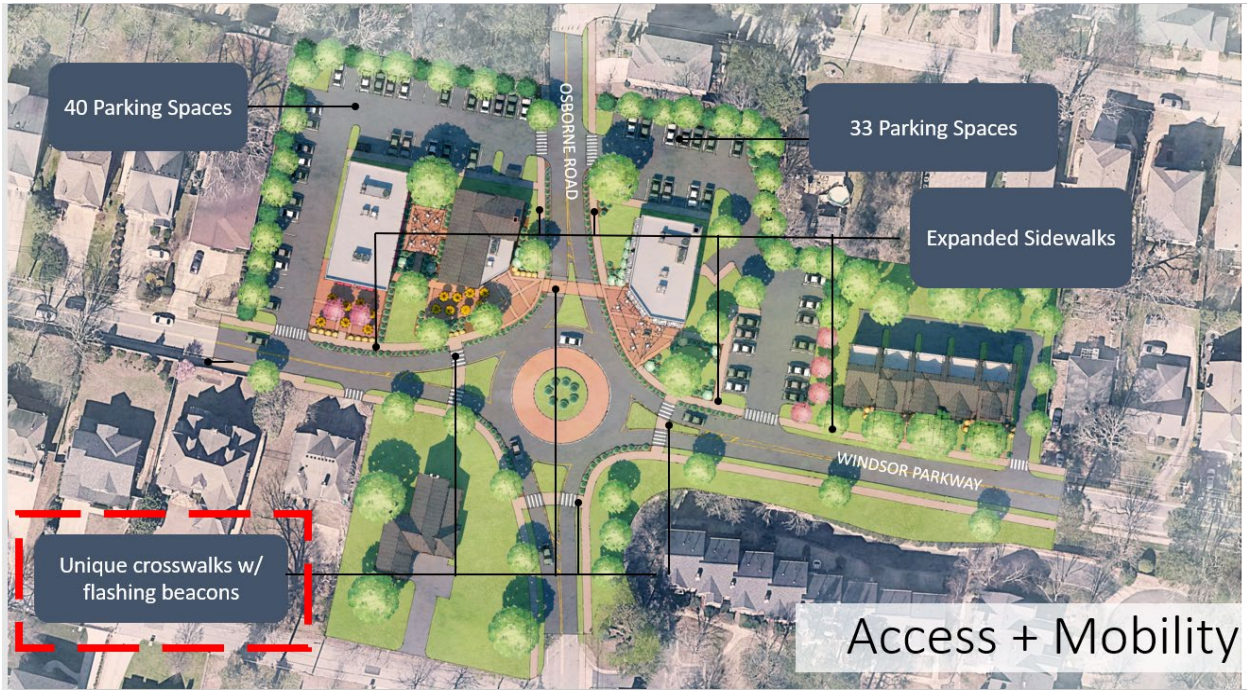 40 Parking Spaces
OSBORNE ROAD
33 Parking Spaces
Expanded Sidewalks
WINDSOR PARKWAY
Unique crosswalks w/
flashing beacons
Access + Mobility